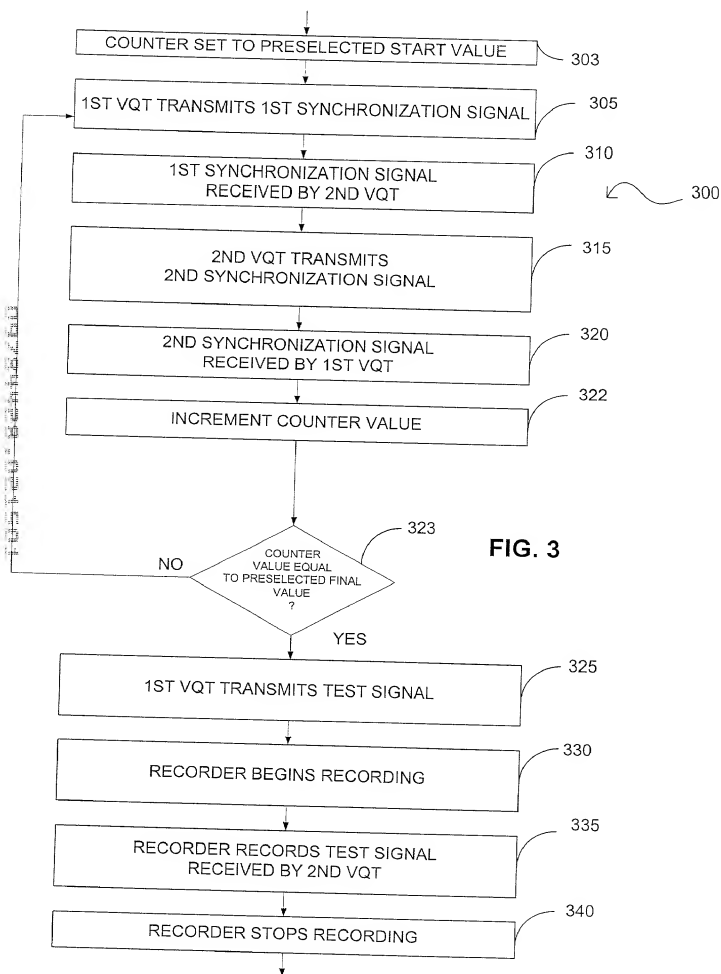 COUNTER SET TO PRESELECTED START VALUE
303
1ST VQT TRANSMITS 1ST SYNCHRONIZATION SIGNAL
305
1ST SYNCHRONIZATION SIGNAL
RECEIVED BY 2ND VQT
310
300
2ND VQT TRANSMITS
2ND SYNCHRONIZATION SIGNAL
315
2ND SYNCHRONIZATION SIGNAL
RECEIVED BY 1ST VQT
320
INCREMENT COUNTER VALUE
322
COUNTER
VALUE EQUAL
TO PRESELECTED FINAL
VALUE
?
323
FIG. 3
NO
YES
1ST VQT TRANSMITS TEST SIGNAL
325
RECORDER BEGINS RECORDING
330
RECORDER RECORDS TEST SIGNAL
RECEIVED BY 2ND VQT
335
RECORDER STOPS RECORDING
340